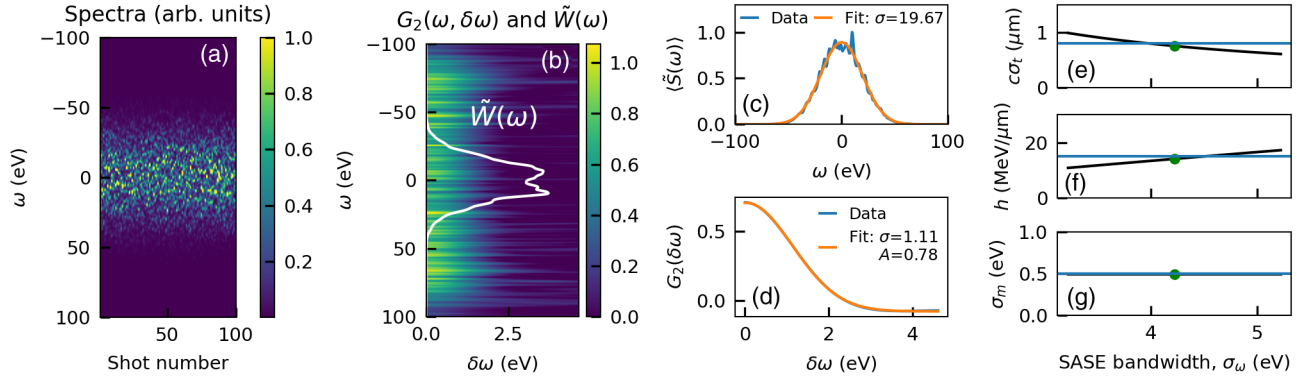 Spectra (arb. units)
(a)
−100
−50
0
50
100
ω (eV)
50
100
Shot number
1.0
0.8
0.6
0.4
0.2
G₂(ω, δω) and W̃(ω)
(b)
W̃(ω)
−100
−50
0
50
100
ω (eV)
0.0
2.5
δω (eV)
1.0
0.8
0.6
0.4
0.2
0.0
Data
Fit: σ=19.67
(c)
⟨S̃(ω)⟩
1.0
0.5
0.0
−100
0
100
ω (eV)
Data
Fit: σ=1.11
A=0.78
(d)
G₂(δω)
0.5
0.0
0
2
4
δω (eV)
cσₜ (μm)
1
0
(e)
h (MeV/μm)
20
0
(f)
σₘ (eV)
1.0
0.5
0.0
(g)
4
5
SASE bandwidth, σ_ω (eV)